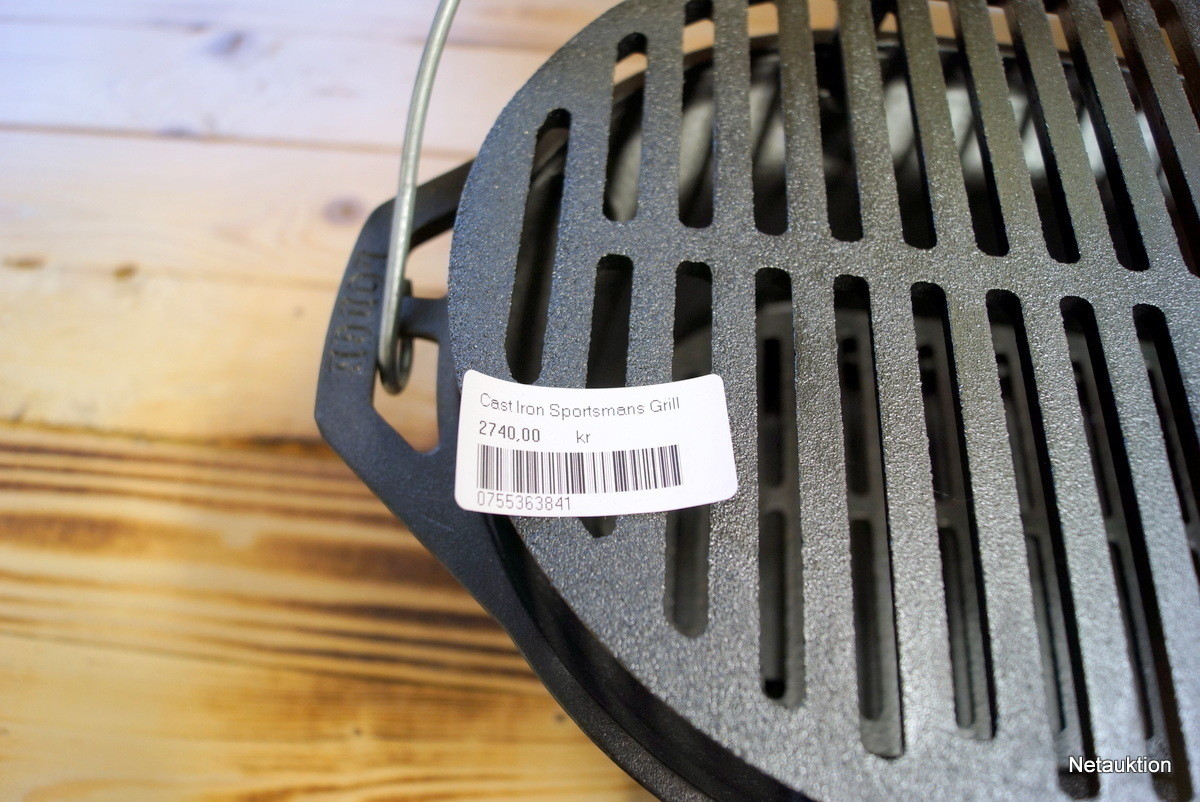 Cast Iron Sportsmans Grill
2740,00 kr
0755363841
Netauktion